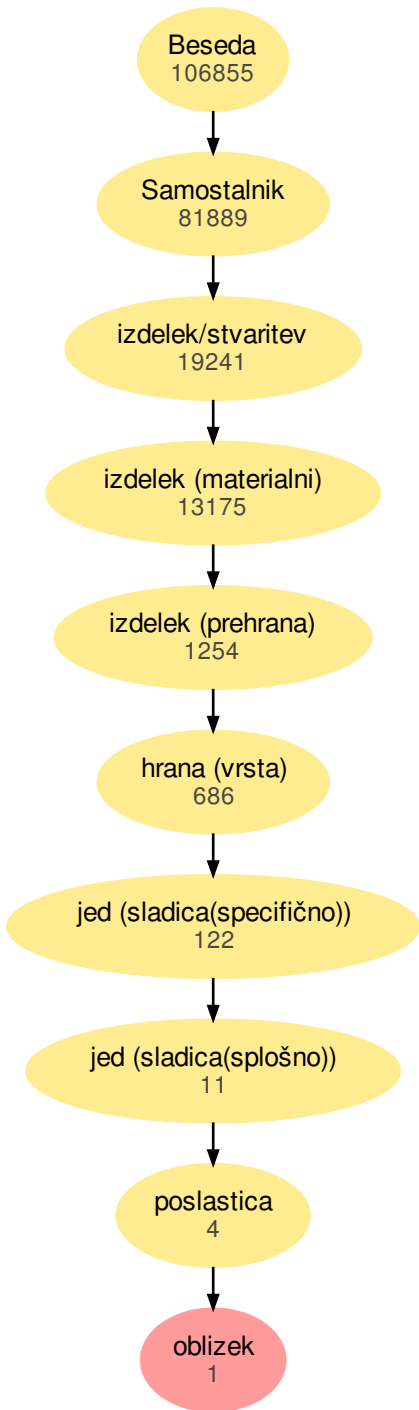 Beseda
106855
Samostalnik
81889
izdelek/stvaritev
19241
izdelek (materialni)
13175
izdelek (prehrana)
1254
hrana (vrsta)
686
jed (sladica(specifično))
122
jed (sladica(splošno))
11
poslastica
4
oblizek
1